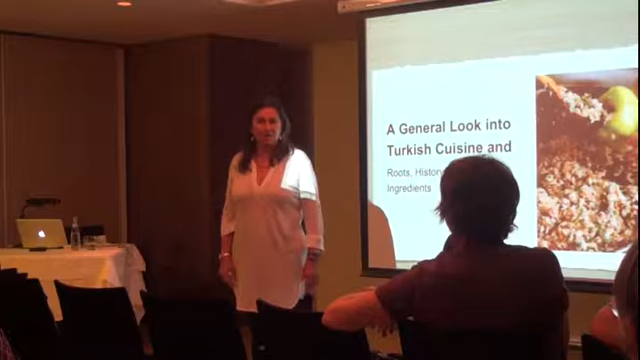 A General Look into
Turkish Cuisine and
Roots, History
Ingredients